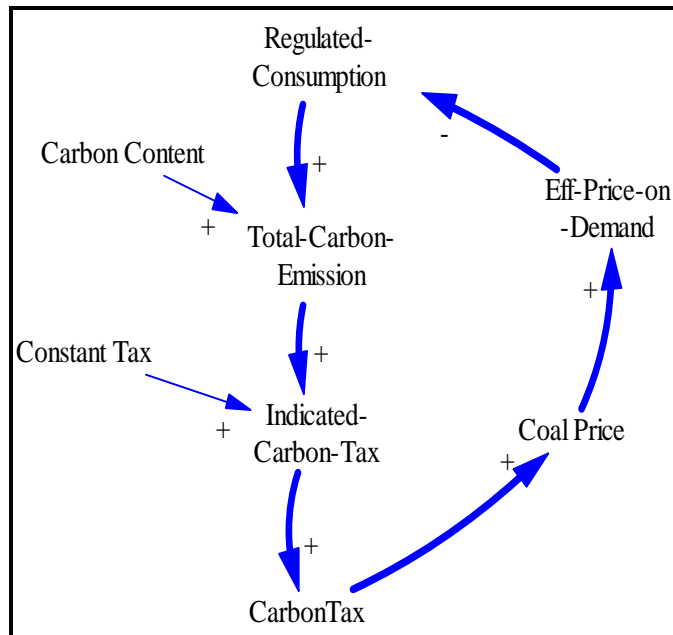 Regulated-
Consumption
-
Carbon Content
+
Eff-Price-on
-Demand
+
Total-Carbon-
Emission
+
Constant Tax
+
Indicated-
Carbon-Tax
+
Coal Price
+
+
CarbonTax